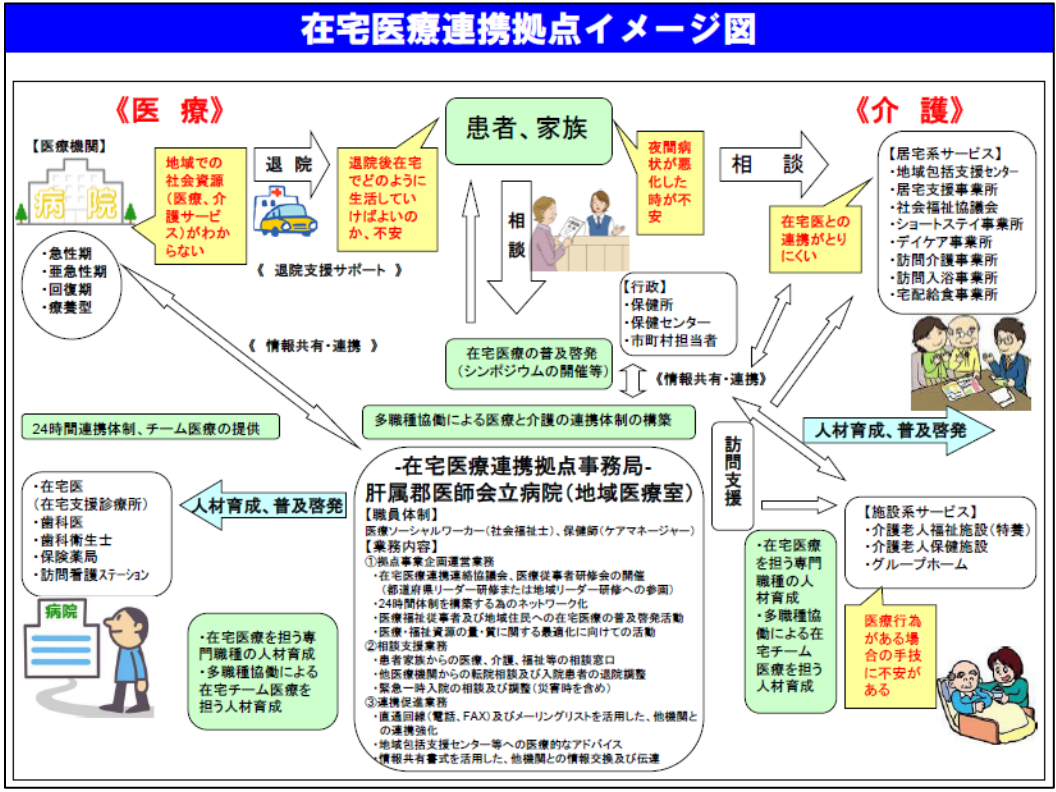 在宅医療連携拠点イメージ図
《医 療》
【医療機関】
病院
・急性期
・亜急性期
・回復期
・療養型
地域での
社会資源
（医療、介
護サービ
ス）がわか
らない
退 院
退院後在宅
でどのように
生活してい
けばよいの
か、不安
《 退院支援サポート 》
患者、家族
相
談
夜間病
状が悪
化した
時が不
安
相 談
《介 護》
在宅医との
連携がとり
にくい
【居宅系サービス】
・地域包括支援センター
・居宅支援事業所
・社会福祉協議会
・ショートステイ事業所
・デイケア事業所
・訪問介護事業所
・訪問入浴事業所
・宅配給食事業所
【行政】
・保健所
・保健センター
・市町村担当者
《 情報共有・連携 》
在宅医療の普及啓発
（シンポジウムの開催等）
《情報共有・連携》
24時間連携体制、チーム医療の提供
多職種協働による医療と介護の連携体制の構築
訪
問
支
援
人材育成、普及啓発
・在宅医
（在宅支援診療所）
・歯科医
・歯科衛生士
・保険薬局
・訪問看護ステーション
人材育成、普及啓発
病院
・在宅医療を担う専
門職種の人材育成
・多職種協働による
在宅チーム医療を
担う人材育成
-在宅医療連携拠点事務局-
肝属郡医師会立病院（地域医療室）
【職員体制】
医療ソーシャルワーカー（社会福祉士）、保健師（ケアマネージャー）
【業務内容】
①拠点事業企画運営業務
・在宅医療連携連絡協議会、医療従事者研修会の開催
（都道府県リーダー研修または地域リーダー研修への参画）
・24時間体制を構築する為のネットワーク化
・医療福祉従事者及び地域住民への在宅医療の普及啓発活動
・医療・福祉資源の量・質に関する最適化に向けての活動
②相談支援業務
・患者家族からの医療、介護、福祉等の相談窓口
・他医療機関からの転院相談及び入院患者の退院調整
・緊急一時入院の相談及び調整（災害時を含め）
③連携促進業務
・直通回線（電話、FAX）及びメーリングリストを活用した、他機関と
の連携強化
・地域包括支援センター等への医療的なアドバイス
・情報共有書式を活用した、他機関との情報交換及び伝達
・在宅医療
を担う専門
職種の人
材育成
・多職種協
働による在
宅チーム
医療を担う
人材育成
【施設系サービス】
・介護老人福祉施設（特養）
・介護老人保健施設
・グループホーム
医療行為
がある場
合の手技
に不安が
ある